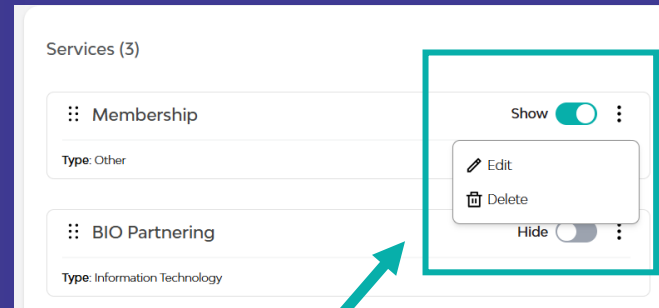 Services (3)
Membership
Show
Type: Other
Edit
Delete
BIO Partnering
Hide
Type: Information Technology